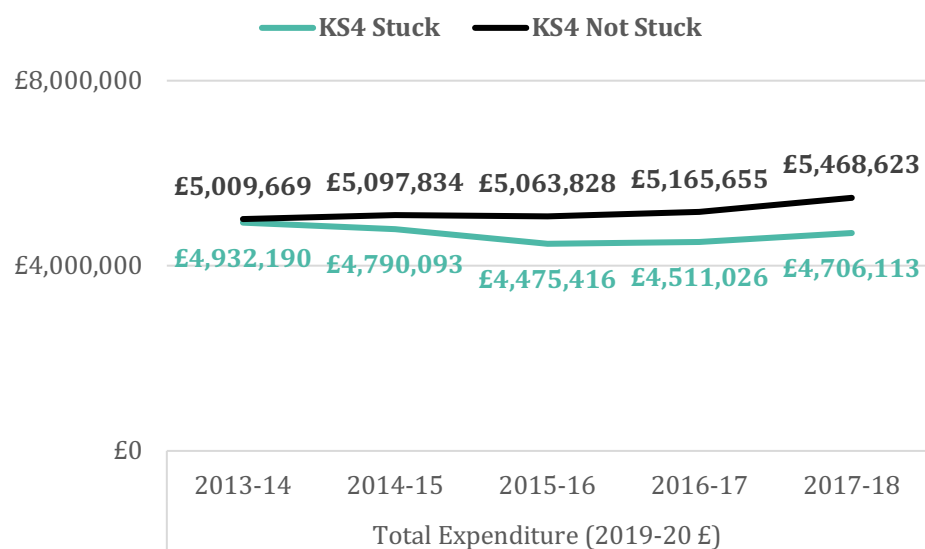 KS4 Stuck KS4 Not Stuck
£8,000,000
£5,009,669 £5,097,834 £5,063,828 £5,165,655 £5,468,623
£4,000,000
£4,932,190 £4,790,093 £4,475,416 £4,511,026 £4,706,113
£0
2013-14 2014-15 2015-16 2016-17 2017-18
Total Expenditure (2019-20 £)